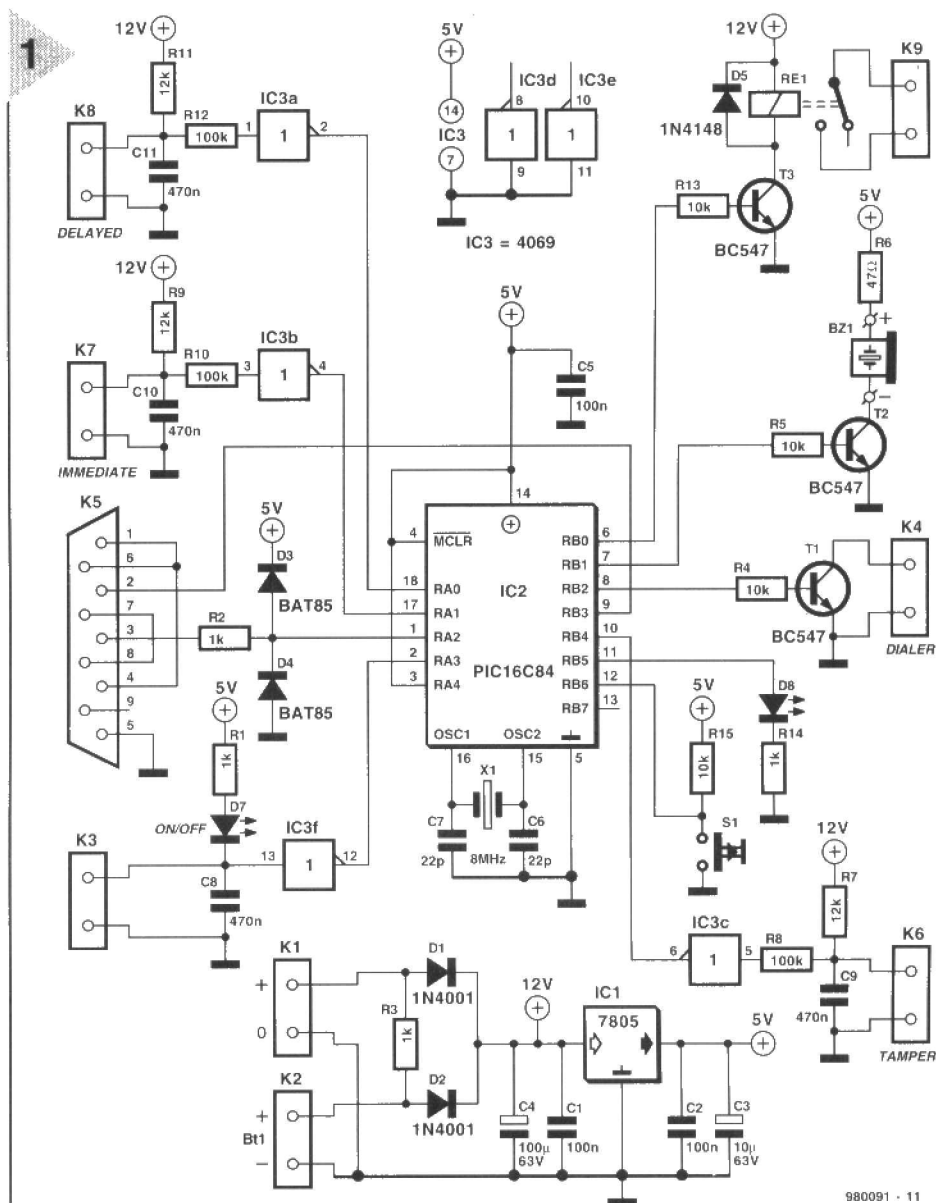 1
12V
R11
12k
K8
R12
100k
1
IC3a
1
2
C11
470n
DELAYED
5V
14
IC3
7
IC3d
8
1
9
IC3e
10
1
11
IC3 = 4069
12V
D5
1N4148
RE1
K9
R13
10k
T3
BC547
5V
R6
47Ω
BZ1
+
−
T2
R5
10k
BC547
12V
R9
12k
K7
R10
100k
3
IC3b
1
4
C10
470n
IMMEDIATE
5V
C5
100n
K5
1
6
2
7
3
8
4
9
5
R2
1k
5V
D3
BAT85
D4
BAT85
14
4
MCLR
18
RA0
17
RA1
1
RA2
2
RA3
3
RA4
IC2
PIC16C84
RB0
6
RB1
7
RB2
8
RB3
9
RB4
10
RB5
11
RB6
12
RB7
13
OSC1
OSC2
16
15
5
X1
8MHz
C7
22p
C6
22p
R4
10k
T1
BC547
K4
DIALER
D8
R14
1k
5V
R15
10k
S1
5V
R1
1k
D7
ON/OFF
K3
13
IC3f
1
12
C8
470n
12V
R7
12k
K6
IC3c
6
1
5
R8
100k
C9
470n
TAMPER
K1
+
0
D1
1N4001
R3
1k
D2
1N4001
K2
+
Bt1
−
12V
IC1
7805
5V
C4
100µ
63V
C1
100n
C2
100n
C3
10µ
63V
980091 - 11